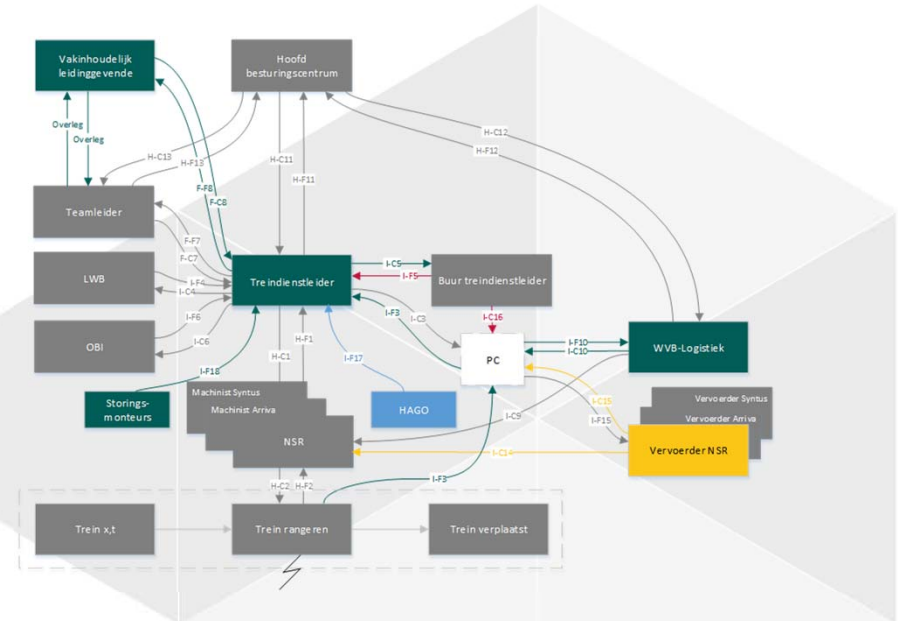 Vakinhoudelijk
leidinggevende
Hoofd
besturingscentrum
Overleg
Overleg
H-C13
H-F13
H-C11
H-F11
H-C12
H-F12
F-F8
F-C8
Teamleider
F-F7
F-C7
LWB
I-F4
I-C4
Treindienstleider
I-C5
I-F5
Buur treindienstleider
OBI
I-F6
I-C6
H-C1
H-F1
I-F17
I-F3
I-C3
I-C16
PC
I-F10
I-C10
WVB-Logistiek
I-F18
Storings-
monteurs
Machinist Syntus
Machinist Arriva
NSR
HAGO
I-C9
I-C15
I-F15
Vervoerder Syntus
Vervoerder Arriva
Vervoerder NSR
I-C14
H-C2
H-F2
I-F3
Trein x,t
Trein rangeren
Trein verplaatst